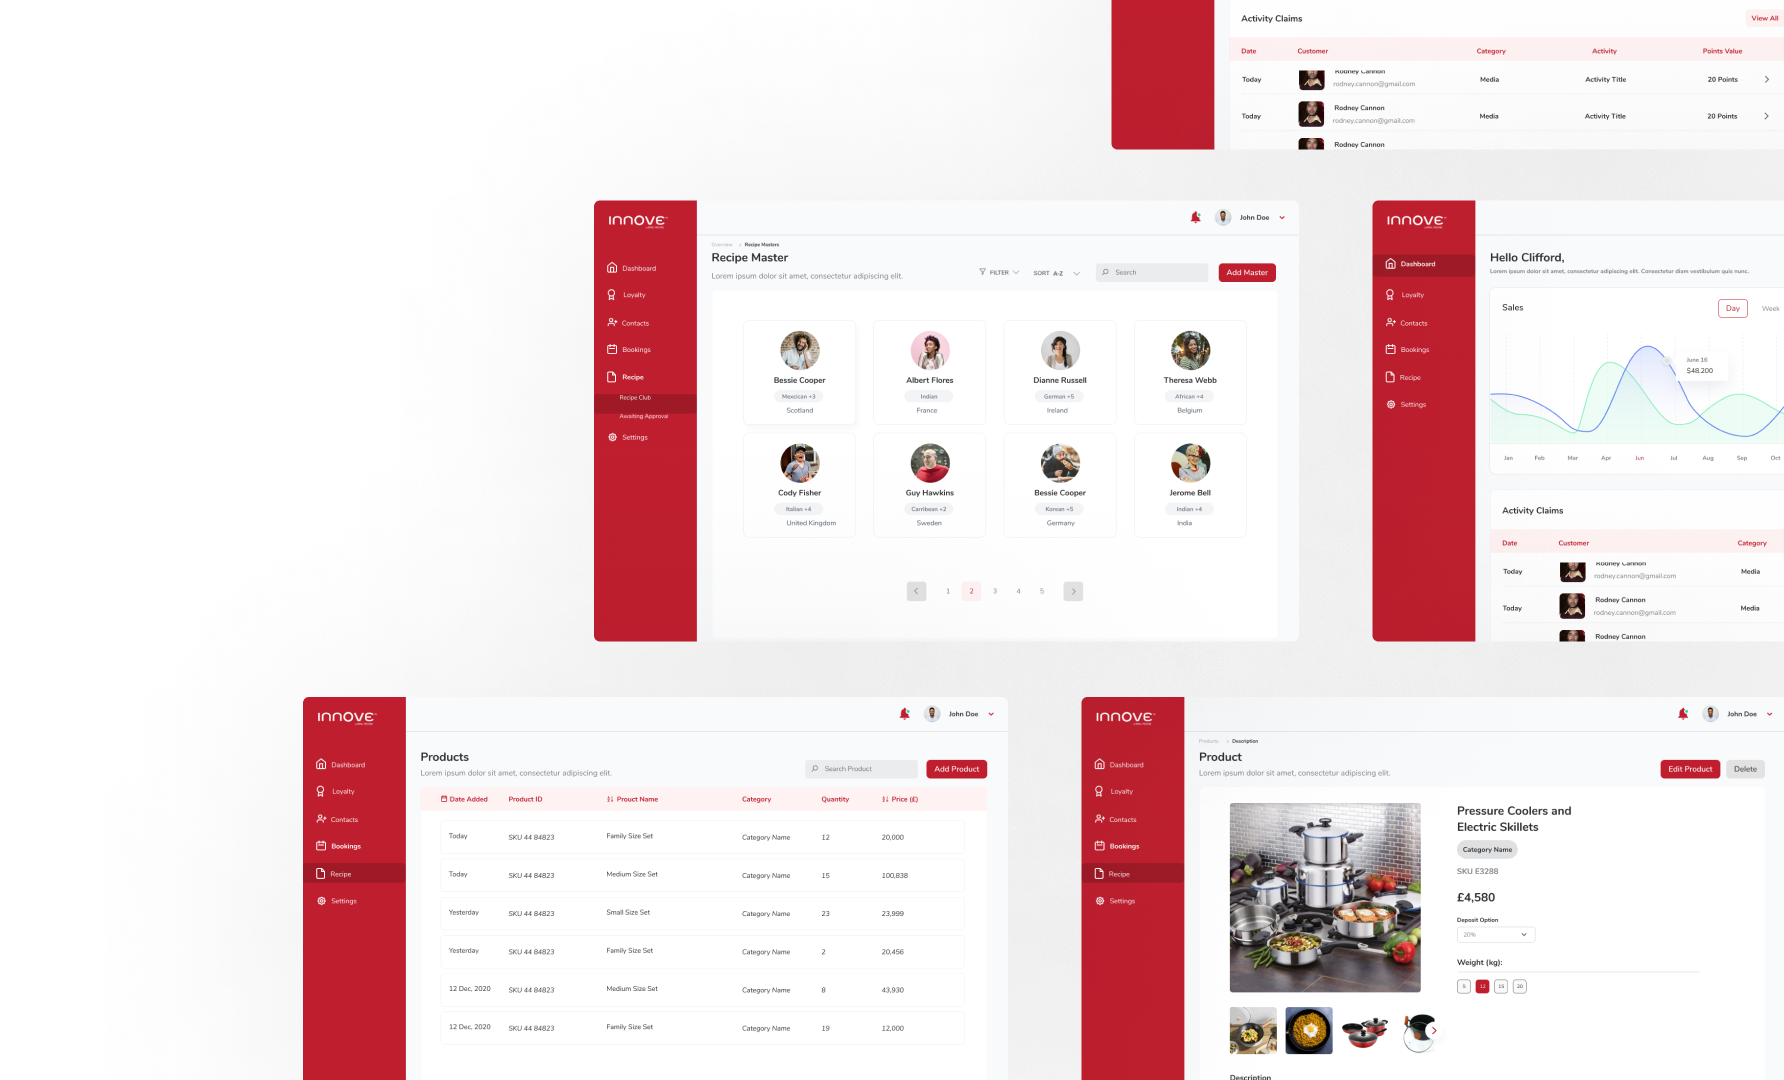 Activity Claims
View All
Date Customer Category Activity Points Value
Rodney Cannon
Today rodney.cannon@gmail.com Media Activity Title 20 Points
Rodney Cannon
Today rodney.cannon@gmail.com Media Activity Title 20 Points
Rodney Cannon
INNOVE
John Doe
Overview > Recipe Masters
Recipe Master
Lorem ipsum dolor sit amet, consectetur adipiscing elit.
FILTER SORT A-Z Search Add Master
Dashboard
Loyalty
Contacts
Bookings
Recipe
Recipe Club
Awaiting Approval
Settings
Bessie Cooper
Mexcican +3
Scotland
Albert Flores
Indian
France
Dianne Russell
German +5
Ireland
Theresa Webb
African +4
Belgium
Cody Fisher
Italian +4
United Kingdom
Guy Hawkins
Carribean +2
Sweden
Bessie Cooper
Korean +5
Germany
Jerome Bell
Indian +4
India
1 2 3 4 5
INNOVE
Dashboard
Loyalty
Contacts
Bookings
Recipe
Settings
Hello Clifford,
Lorem ipsum dolor sit amet, consectetur adipiscing elit. Consectetur diam vestibulum quis nunc.
Sales
Day Week
June 16
$48.200
Jan Feb Mar Apr Jun Jul Aug Sep Oct
Activity Claims
Date Customer Category
Rodney Cannon
Today rodney.cannon@gmail.com Media
Rodney Cannon
Today rodney.cannon@gmail.com Media
Rodney Cannon
INNOVE
John Doe
Dashboard
Loyalty
Contacts
Bookings
Recipe
Settings
Products
Lorem ipsum dolor sit amet, consectetur adipiscing elit.
Search Product Add Product
Date Added Product ID Prouct Name Category Quantity Price (£)
Today SKU 44 84823 Family Size Set Category Name 12 20,000
Today SKU 44 84823 Medium Size Set Category Name 15 100,838
Yesterday SKU 44 84823 Small Size Set Category Name 23 23,999
Yesterday SKU 44 84823 Family Size Set Category Name 2 20,456
12 Dec, 2020 SKU 44 84823 Medium Size Set Category Name 8 43,930
12 Dec, 2020 SKU 44 84823 Family Size Set Category Name 19 12,000
INNOVE
John Doe
Dashboard
Loyalty
Contacts
Bookings
Recipe
Settings
Products > Description
Product
Lorem ipsum dolor sit amet, consectetur adipiscing elit.
Edit Product Delete
Pressure Coolers and
Electric Skillets
Category Name
SKU E3288
£4,580
Deposit Option
20%
Weight (kg):
5 12 15 20
Description